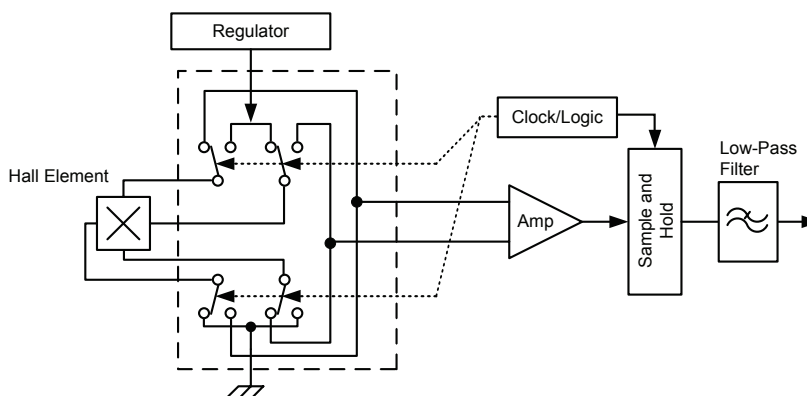 Regulator
Clock/Logic
Low-Pass
Filter
Hall Element
Amp
Sample and
Hold